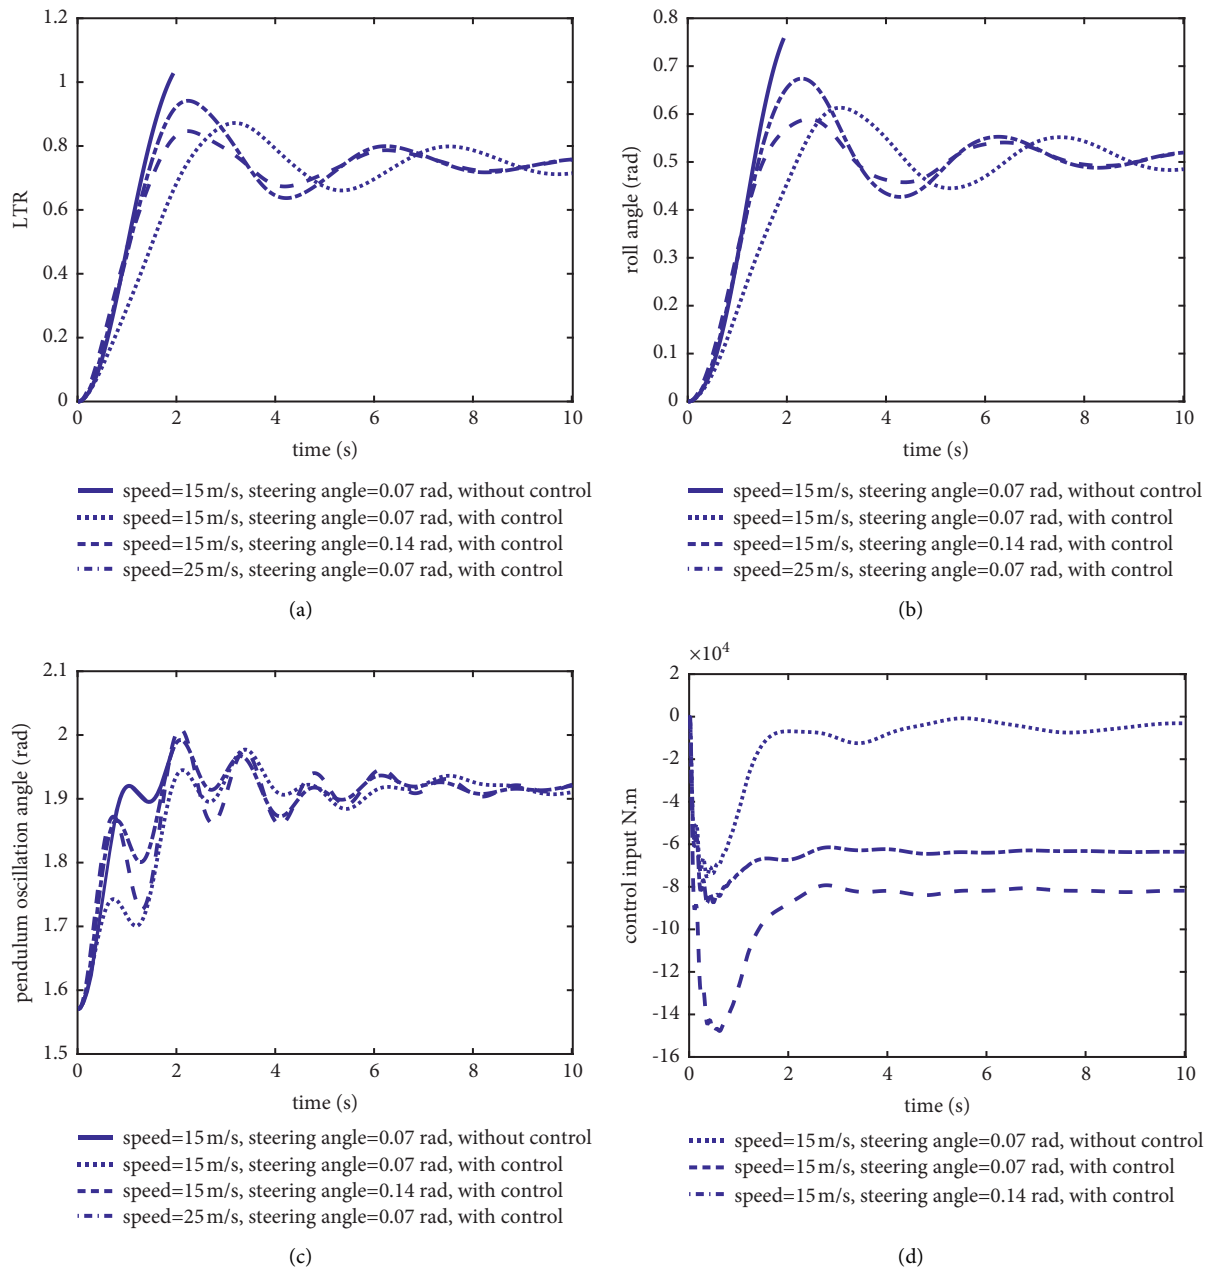 1.2
1
0.8
0.6
0.4
0.2
0
LTR
0 2 4 6 8 10
time (s)
speed=15 m/s, steering angle=0.07 rad, without control
speed=15 m/s, steering angle=0.07 rad, with control
speed=15 m/s, steering angle=0.14 rad, with control
speed=25 m/s, steering angle=0.07 rad, with control
(a)
0.8
0.7
0.6
0.5
0.4
0.3
0.2
0.1
0
roll angle (rad)
0 2 4 6 8 10
time (s)
speed=15 m/s, steering angle=0.07 rad, without control
speed=15 m/s, steering angle=0.07 rad, with control
speed=15 m/s, steering angle=0.14 rad, with control
speed=25 m/s, steering angle=0.07 rad, with control
(b)
2.1
2
1.9
1.8
1.7
1.6
1.5
pendulum oscillation angle (rad)
0 2 4 6 8 10
time (s)
speed=15 m/s, steering angle=0.07 rad, without control
speed=15 m/s, steering angle=0.07 rad, with control
speed=15 m/s, steering angle=0.14 rad, with control
speed=25 m/s, steering angle=0.07 rad, with control
(c)
×10⁴
2
0
-2
-4
-6
-8
-10
-12
-14
-16
control input N.m
0 2 4 6 8 10
time (s)
speed=15 m/s, steering angle=0.07 rad, without control
speed=15 m/s, steering angle=0.07 rad, with control
speed=15 m/s, steering angle=0.14 rad, with control
(d)